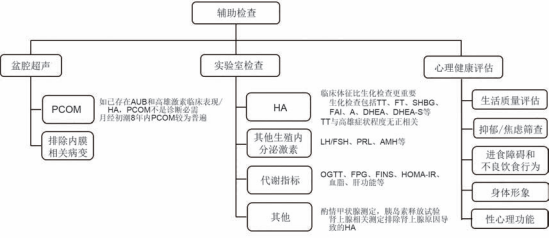 辅助检查
盆腔超声
实验室检查
心理健康评估
PCOM
如已存在AUB和高雄激素临床表现/
HA，PCOM不是诊断必需
月经初潮8年内PCOM较为普遍
排除内膜
相关病变
HA
临床体征比生化检查更重要
生化检查包括TT、FT、SHBG、
FAI、A、DHEA、DHEA-S等
TT与高雄症状程度无正相关
其他生殖内
分泌激素
LH/FSH、PRL、AMH等
代谢指标
OGTT、FPG、FINS、HOMA-IR、
血脂、肝功能等
其他
酌情甲状腺测定，胰岛素释放试验
肾上腺相关测定排除肾上腺原因
导致的HA
生活质量评估
抑郁/焦虑筛查
进食障碍和
不良饮食行为
身体形象
性心理功能